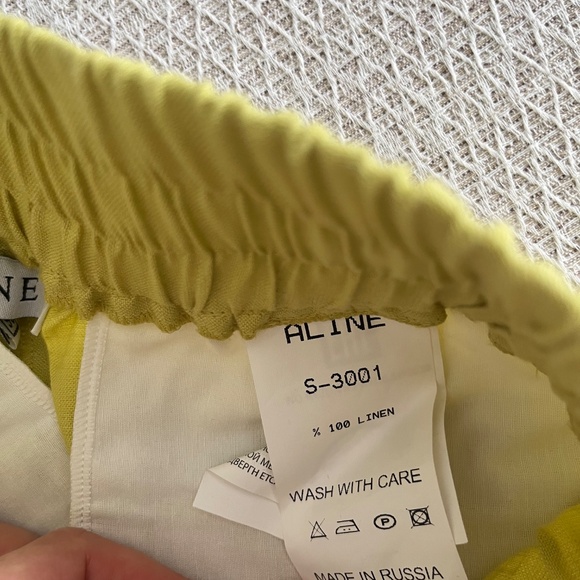 NE
ALINE
S-3001
% 100 LINEN
WASH WITH CARE
P
MADE IN RUSSIA